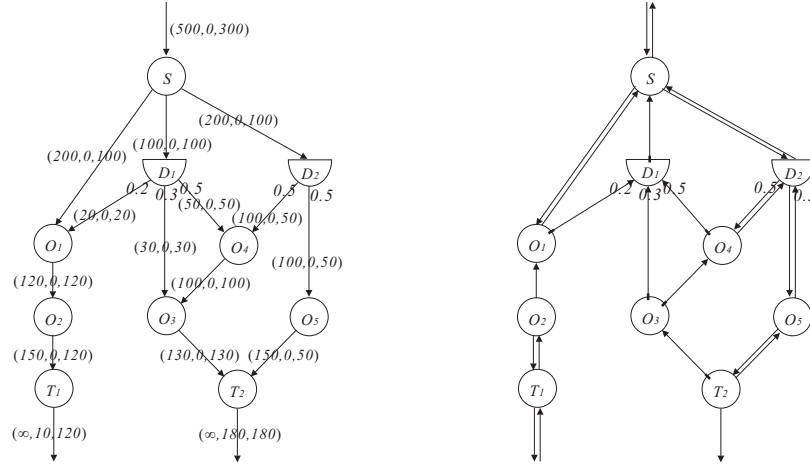 (500,0,300)
S
S
(200,0,100)
(100,0,100)
(200,0,100)
D1
D2
D1
D2
0.2
0.3
0.5
0.5
0.5
0.2
0.3
0.5
0.5
0.5
(20,0,20)
(50,0,50)
(100,0,50)
O1
O4
O1
O4
(30,0,30)
(100,0,50)
(120,0,120)
(100,0,100)
O2
O3
O5
O2
O3
O5
(150,0,120)
(130,0,130)
(150,0,50)
T1
T2
T1
T2
(∞,10,120)
(∞,180,180)